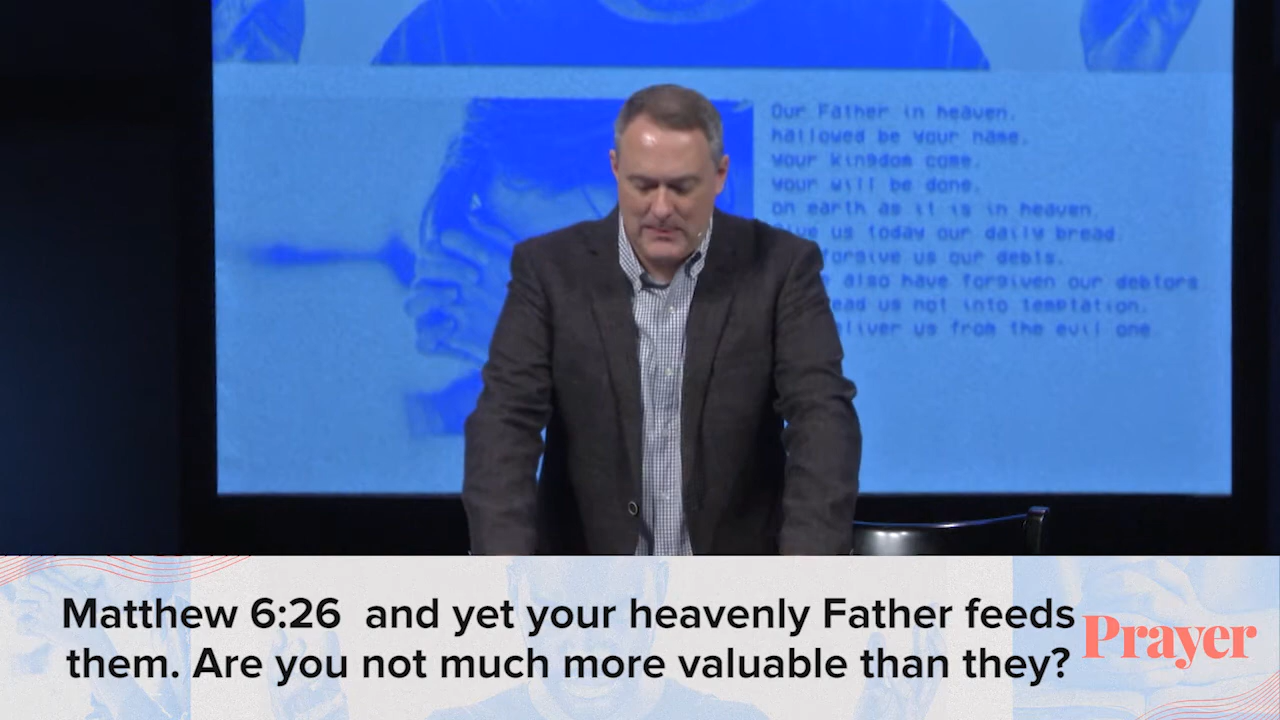 Our Father in heaven,
hallowed be your name,
your kingdom come,
your will be done,
on earth as it is in heaven.
us today our daily bread.
forgive us our debts,
also have forgiven our debtors
us not into temptation,
us from the evil one
Matthew 6:26 and yet your heavenly Father feeds
them. Are you not much more valuable than they?
Prayer